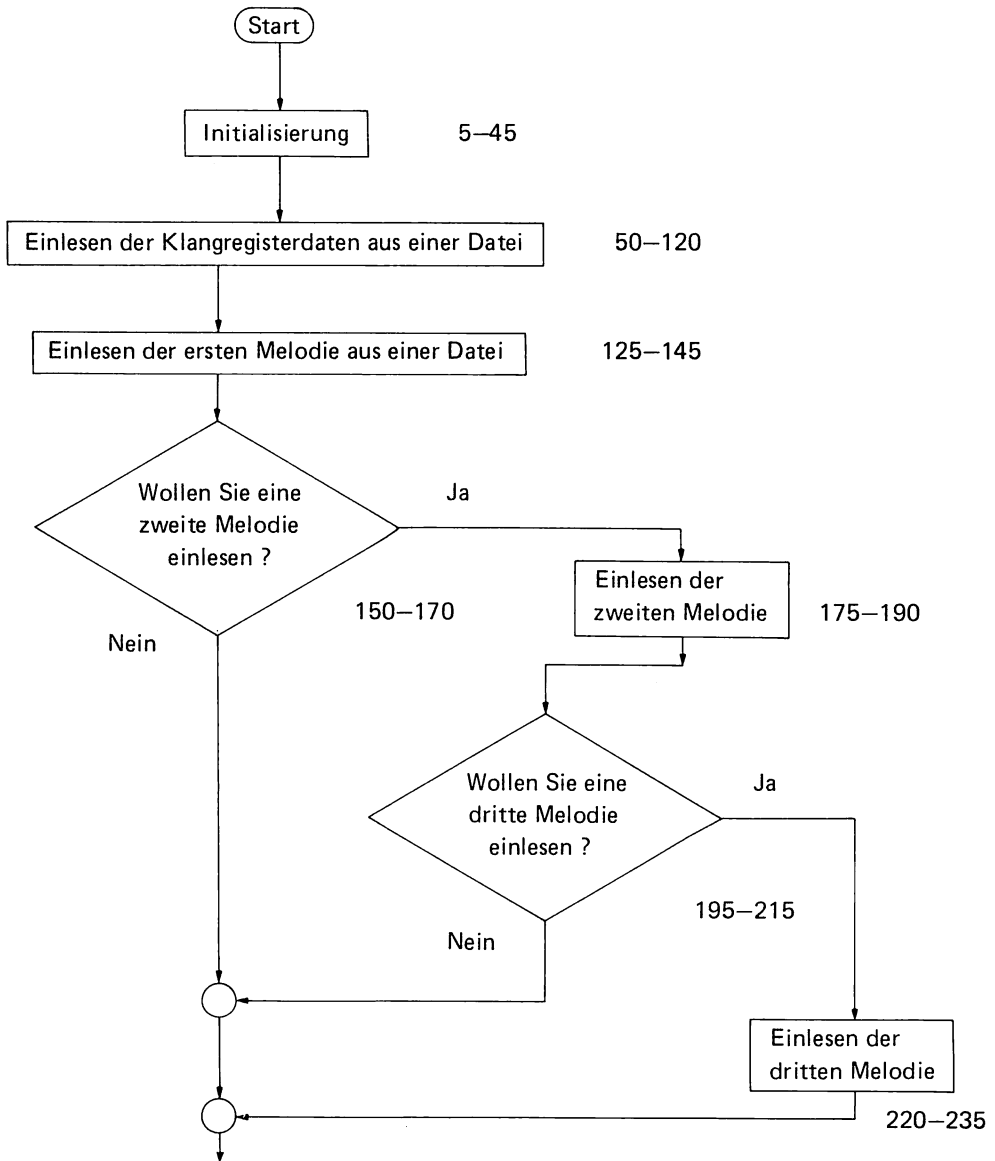 Start
Initialisierung
5–45
Einlesen der Klangregisterdaten aus einer Datei
50–120
Einlesen der ersten Melodie aus einer Datei
125–145
Wollen Sie eine
zweite Melodie
einlesen ?
Ja
150–170
Nein
Einlesen der
zweiten Melodie
175–190
Wollen Sie eine
dritte Melodie
einlesen ?
Ja
195–215
Nein
Einlesen der
dritten Melodie
220–235